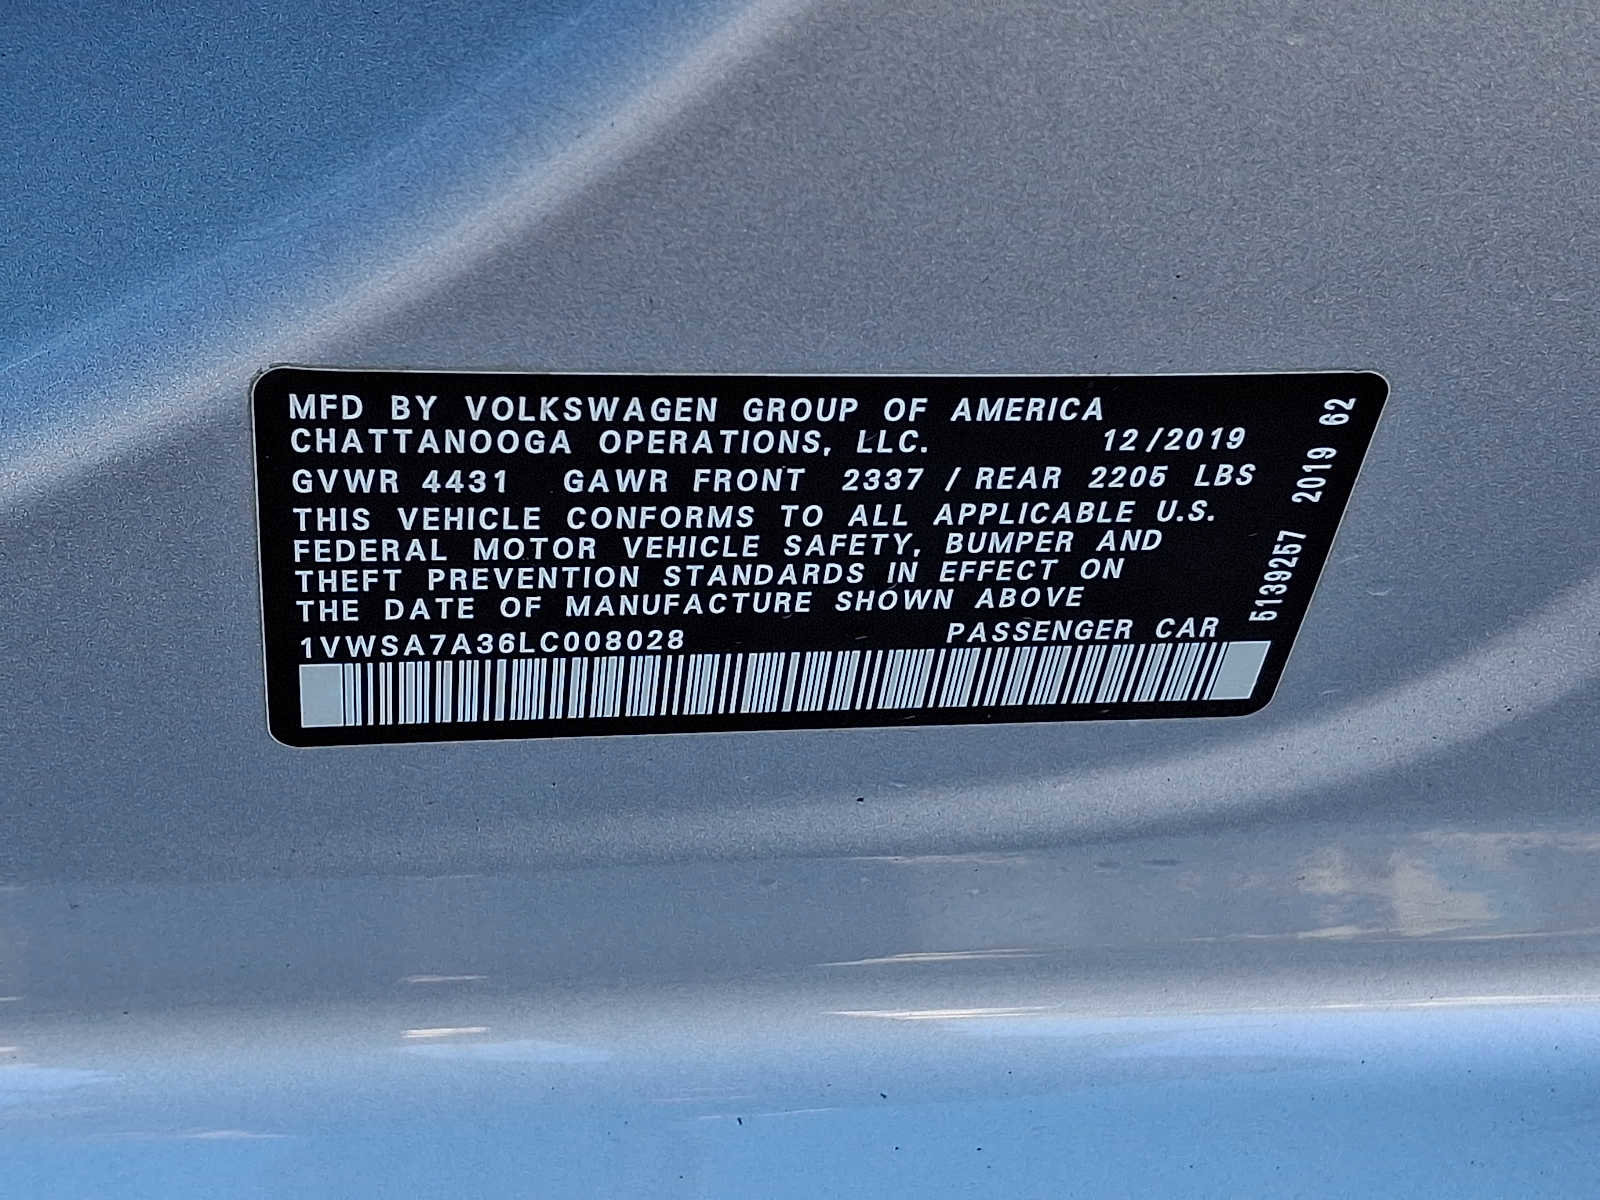 MFD BY VOLKSWAGEN GROUP OF AMERICA
CHATTANOOGA OPERATIONS, LLC. 12/2019
GVWR 4431 GAWR FRONT 2337 / REAR 2205 LBS
THIS VEHICLE CONFORMS TO ALL APPLICABLE U.S.
FEDERAL MOTOR VEHICLE SAFETY, BUMPER AND
THEFT PREVENTION STANDARDS IN EFFECT ON
THE DATE OF MANUFACTURE SHOWN ABOVE
1VWSA7A36LC008028 PASSENGER CAR
5139257 2019 62